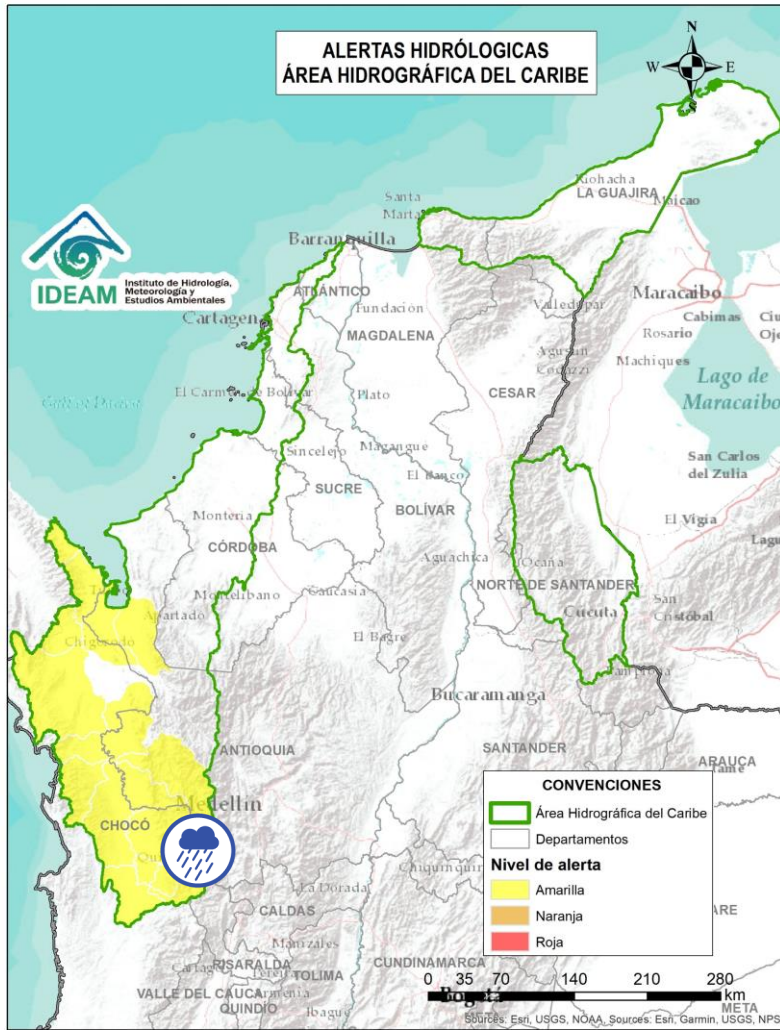 ALERTAS HIDRÓLOGICAS
ÁREA HIDROGRÁFICA DEL CARIBE
N
W
E
S
Riohacha
LA GUAJIRA
Maicao
Santa
Marta
Barranquilla
IDEAM
Instituto de Hidrología,
Meteorología y
Estudios Ambientales
ATLÁNTICO
Cartagena
Fundación
Valledupar
Maracaibo
MAGDALENA
Cabimas
Rosario
Agustín
Codazzi
Machiques
CESAR
Lago de
Maracaibo
El Carmen de Bolívar
Plato
Sincelejo
Magangue
San Carlos
del Zulia
SUCRE
El Banco
BOLÍVAR
Montería
El Vigía
CÓRDOBA
Aguachica
Ocaña
NORTE DE SANTANDER
Montelibano
Caucasia
Apartado
Cucuta
San
Cristóbal
Chigorodó
El Bagre
Bucaramanga
ANTIOQUIA
SANTANDER
ARAUCA
Medellín
CHOCÓ
CONVENCIONES
Área Hidrográfica del Caribe
Departamentos
Nivel de alerta
Amarilla
Naranja
Roja
La Dorada
CALDAS
Manizales
RISARALDA
TOLIMA
CUNDINAMARCA
VALLE DEL CAUCA
Armenia
QUINDÍO
Ibague
Bogotá
META
0 35 70 140 210 280
km
Sources: Esri, USGS, NOAA, Sources: Esri, Garmin, USGS, NPS